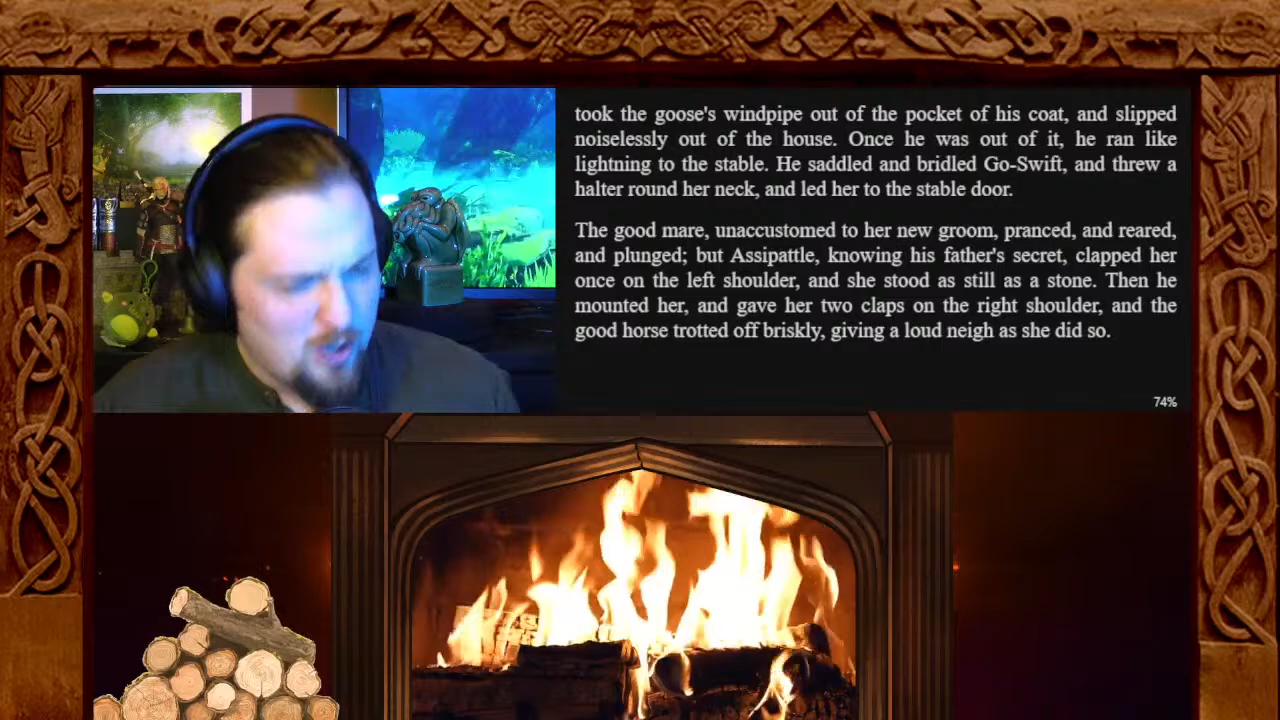 took the goose's windpipe out of the pocket of his coat, and slipped
noiselessly out of the house. Once he was out of it, he ran like
lightning to the stable. He saddled and bridled Go-Swift, and threw a
halter round her neck, and led her to the stable door.
The good mare, unaccustomed to her new groom, pranced, and reared,
and plunged; but Assipattle, knowing his father's secret, clapped her
once on the left shoulder, and she stood as still as a stone. Then he
mounted her, and gave her two claps on the right shoulder, and the
good horse trotted off briskly, giving a loud neigh as she did so.
74%